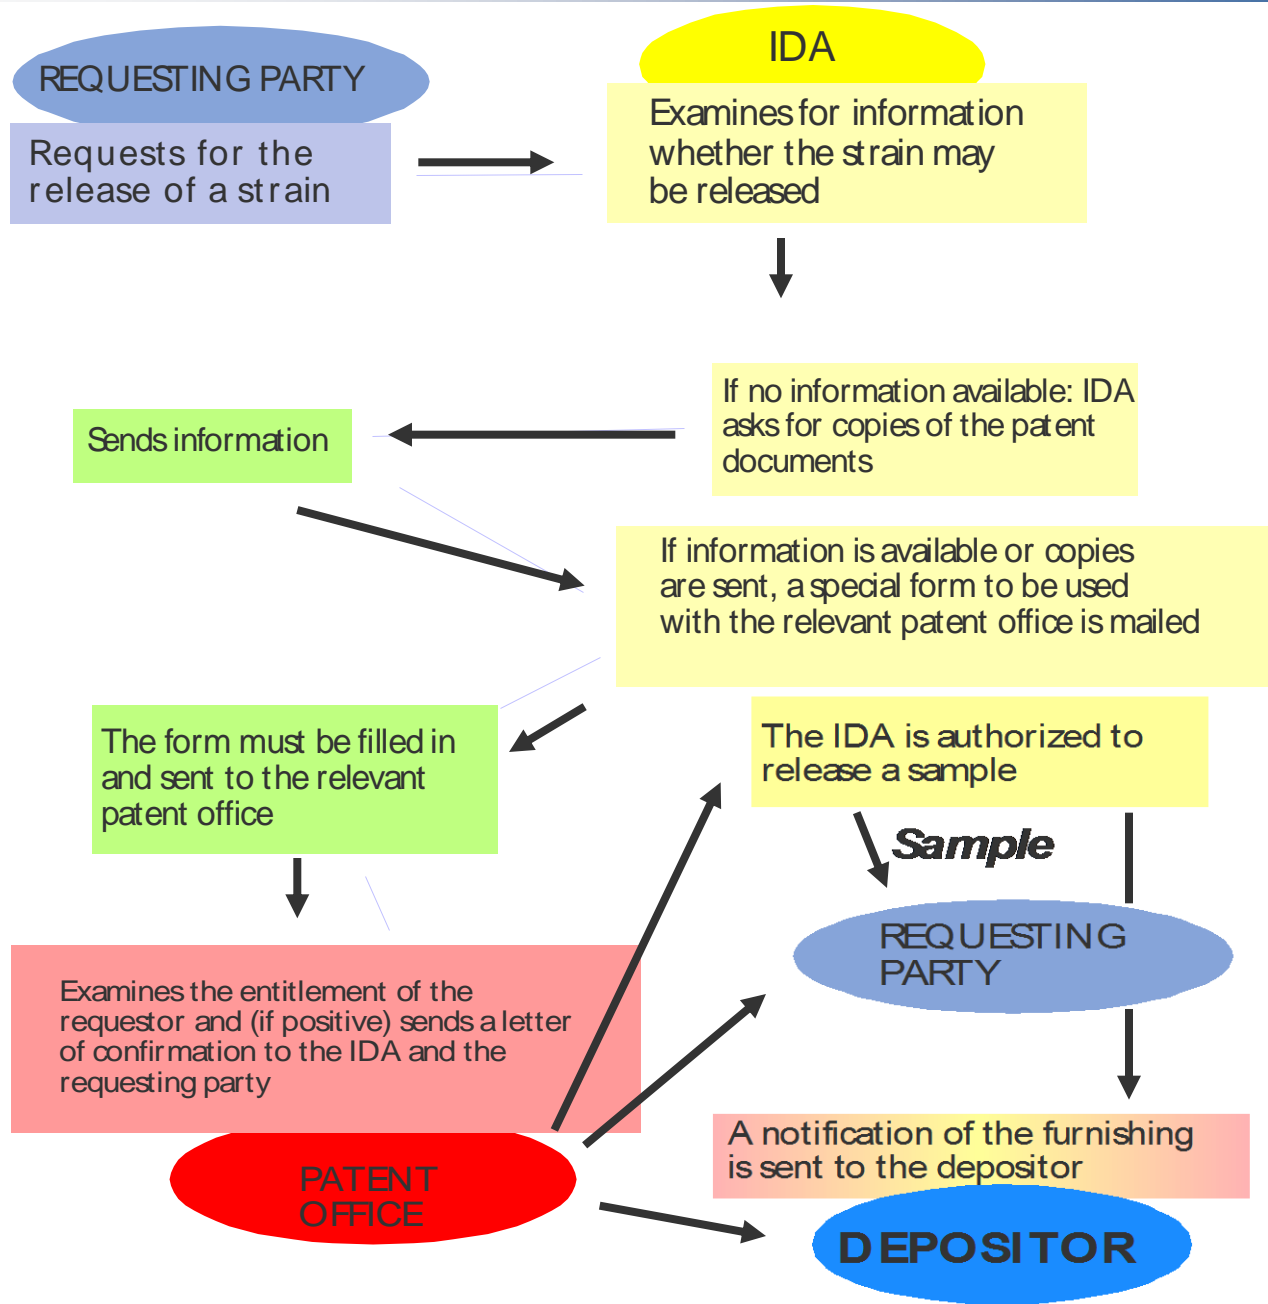 REQUESTING PARTY
Requests for the
release of a strain
IDA
Examines for information
whether the strain may
be released
If no information available: IDA
asks for copies of the patent
documents
Sends information
If information is available or copies
are sent, a special form to be used
with the relevant patent office is mailed
The form must be filled in
and sent to the relevant
patent office
The IDA is authorized to
release a sample
Sample
REQUESTING
PARTY
Examines the entitlement of the
requestor and (if positive) sends a letter
of confirmation to the IDA and the
requesting party
PATENT
OFFICE
A notification of the furnishing
is sent to the depositor
DEPOSITOR